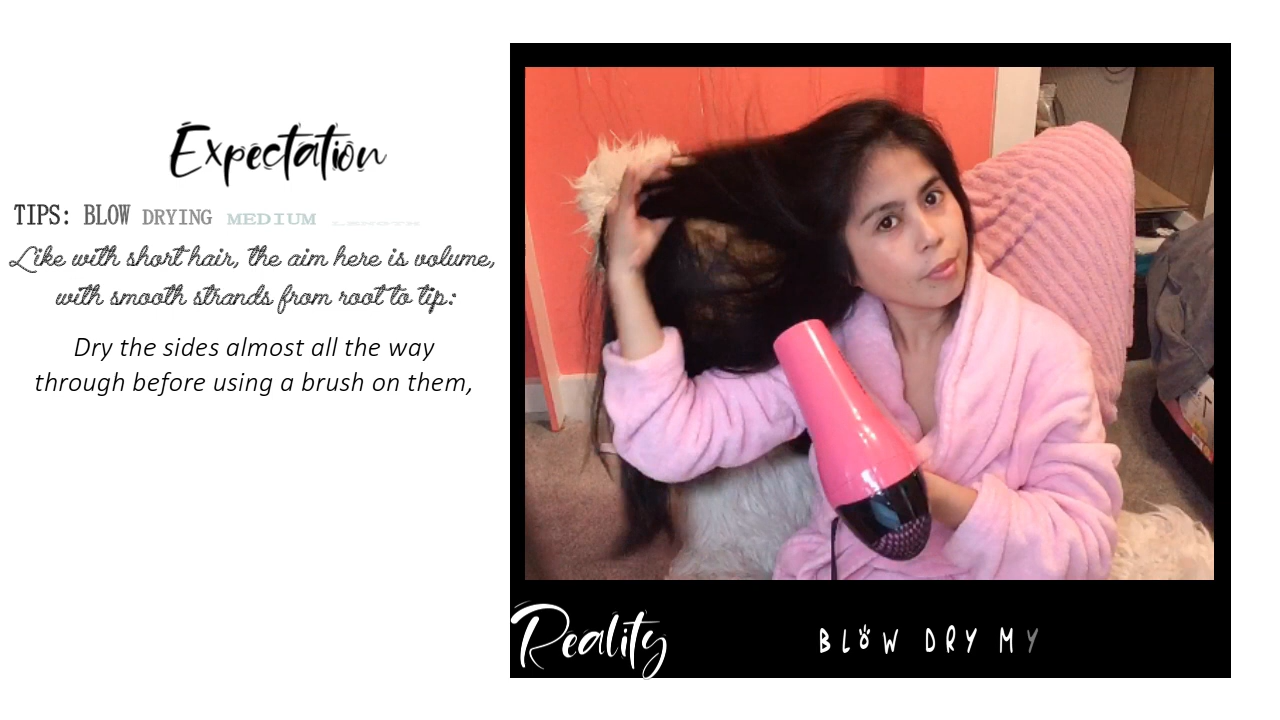 Expectation
TIPS: BLOW DRYING MEDIUM LENGTH
Like with short hair, the aim here is volume,
with smooth strands from root to tip:
Dry the sides almost all the way
through before using a brush on them,
Reality
BLOW DRY MY